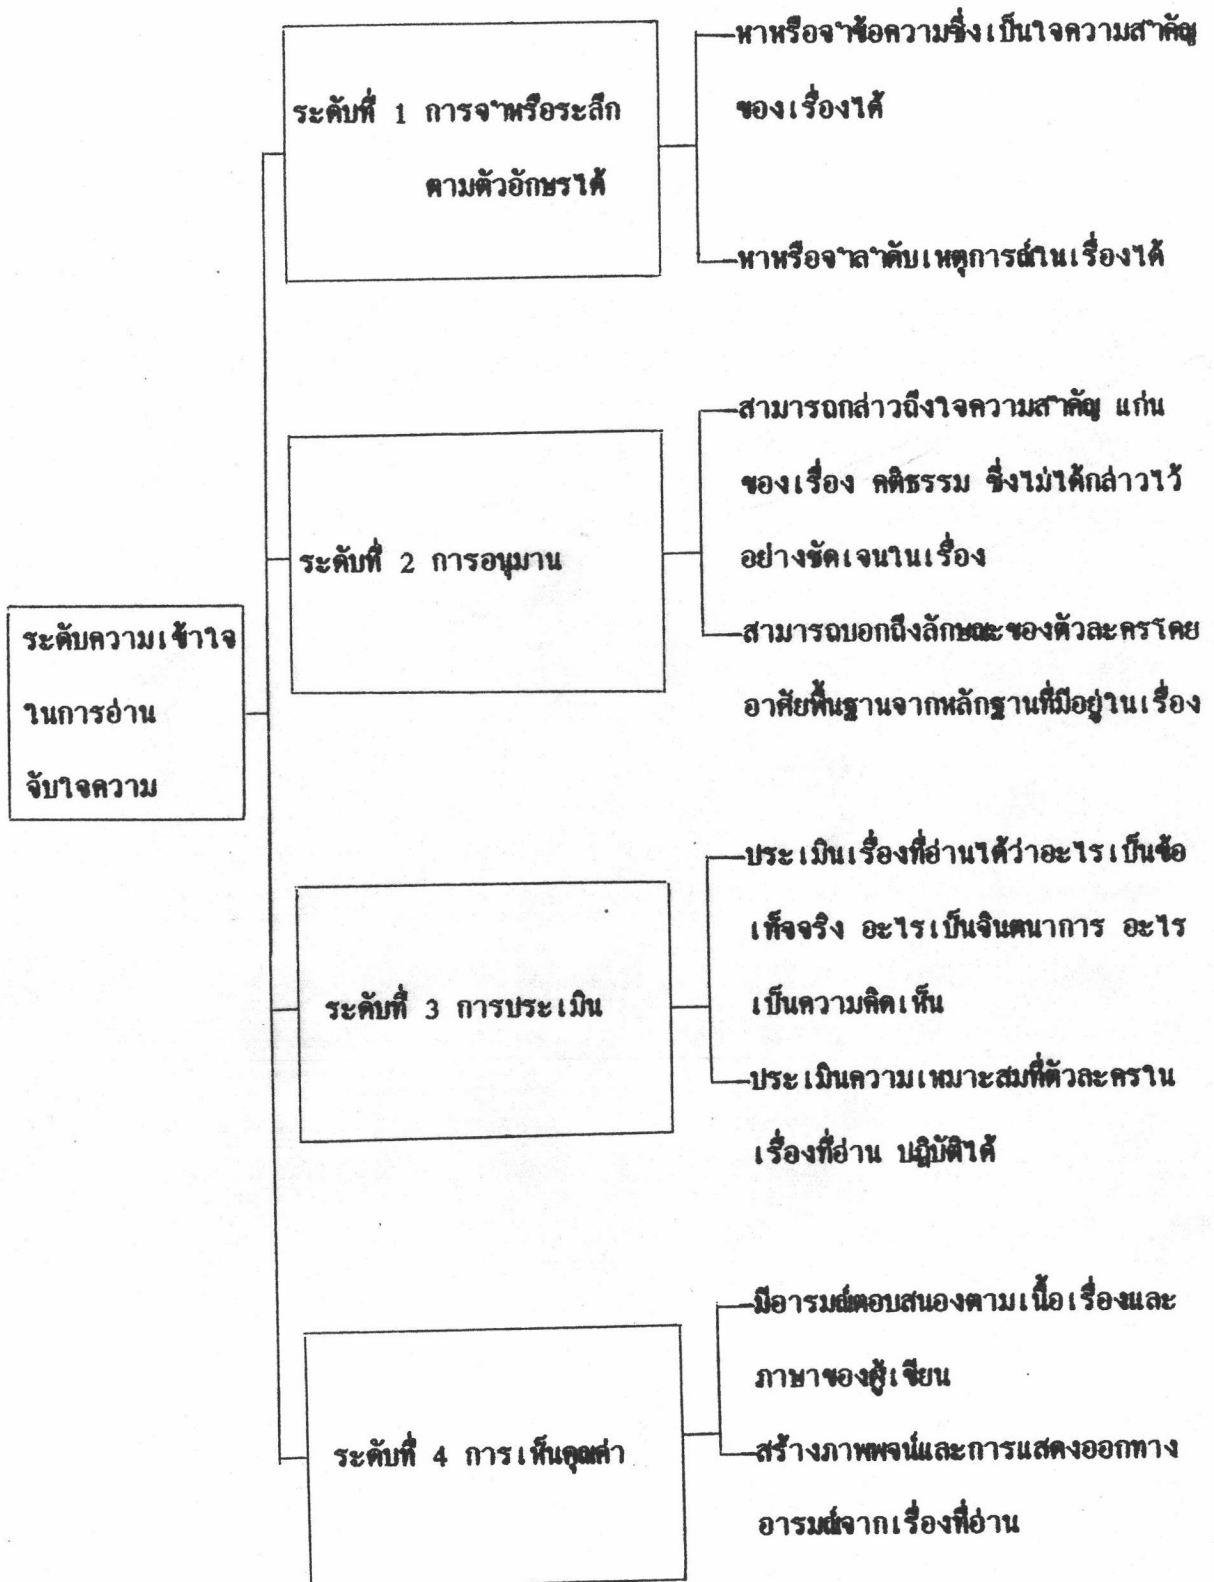 ระดับความเข้าใจ
ในการอ่าน
จับใจความ
ระดับที่ 1 การจำหรือระลึก
ตามตัวอักษรได้
หาหรือจำข้อความซึ่งเป็นใจความสำคัญ
ของเรื่องได้
หาหรือจำลำดับเหตุการณ์ในเรื่องได้
ระดับที่ 2 การอนุมาน
สามารถกล่าวถึงใจความสำคัญ แก่น
ของเรื่อง คติธรรม ซึ่งไม่ได้กล่าวไว้
อย่างชัดเจนในเรื่อง
สามารถบอกถึงลักษณะของตัวละครโดย
อาศัยพื้นฐานจากหลักฐานที่มีอยู่ในเรื่อง
ระดับที่ 3 การประเมิน
ประเมินเรื่องที่อ่านได้ว่าอะไรเป็นข้อ
เท็จจริง อะไรเป็นจินตนาการ อะไร
เป็นความคิดเห็น
ประเมินความเหมาะสมที่ตัวละครใน
เรื่องที่อ่าน ปฏิบัติได้
ระดับที่ 4 การเห็นคุณค่า
มีอารมณ์ตอบสนองตามเนื้อเรื่องและ
ภาษาของผู้เขียน
สร้างภาพพจน์และการแสดงออกทาง
อารมณ์จากเรื่องที่อ่าน